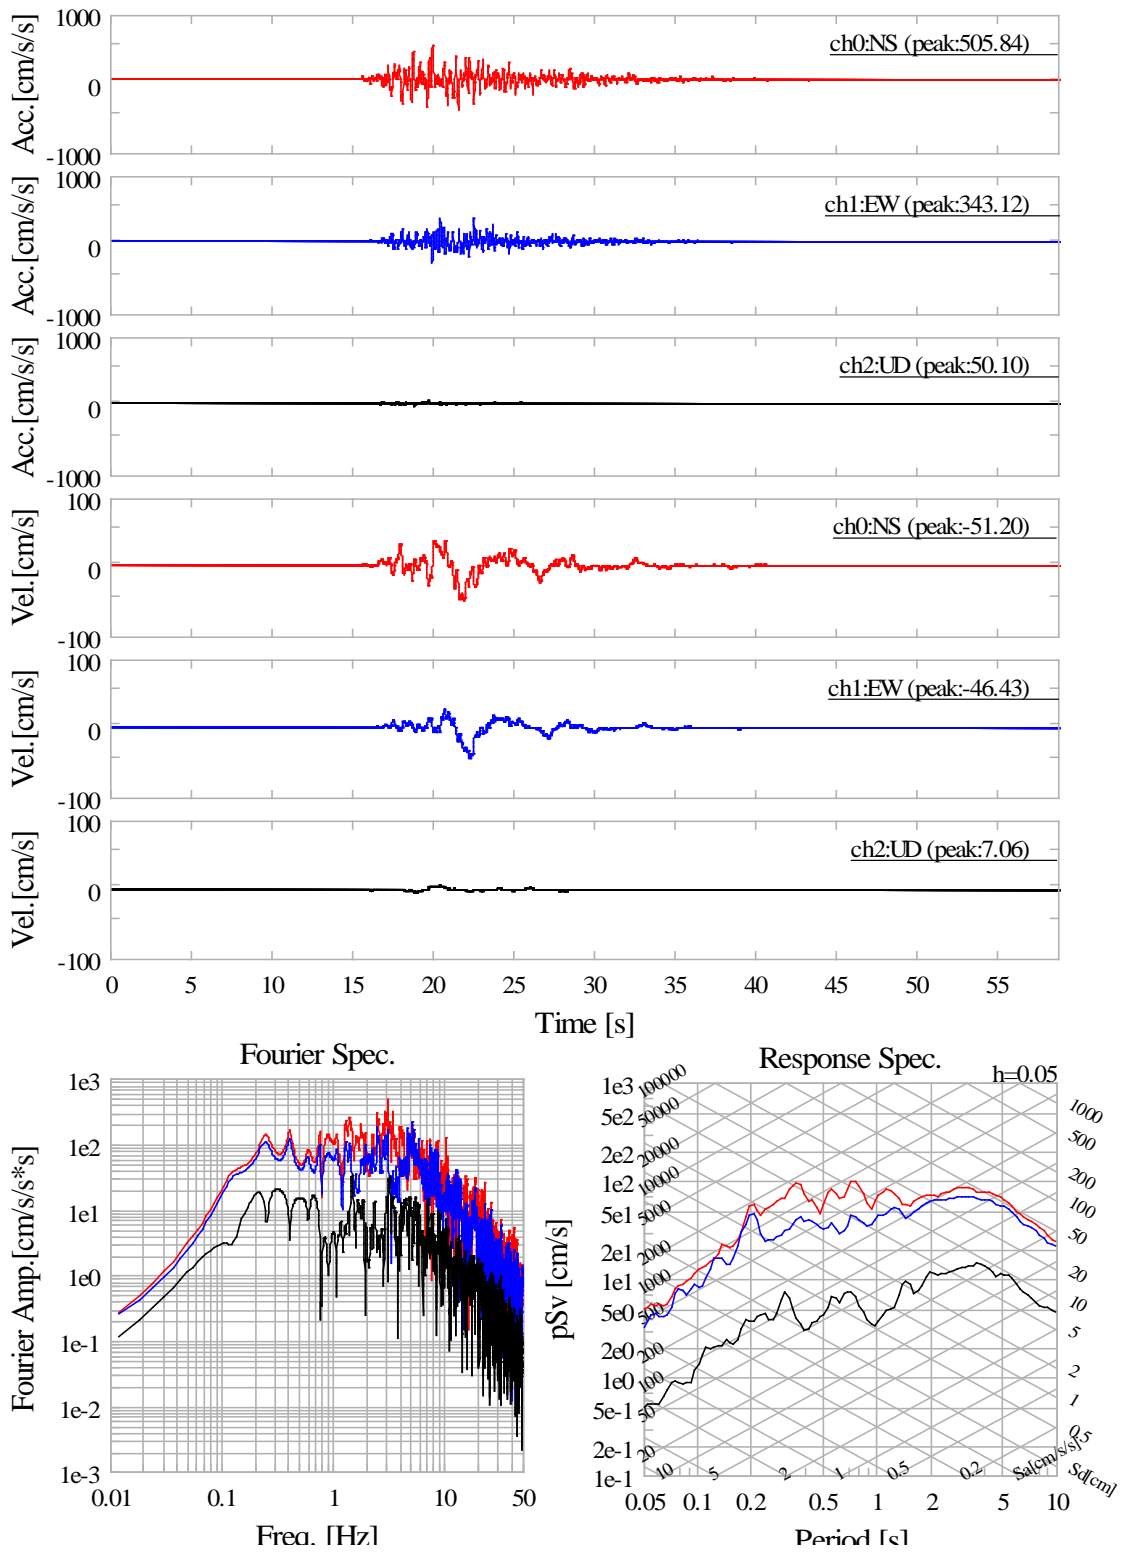 1000
0
-1000
Acc.[cm/s/s]
ch0:NS (peak:505.84)
1000
0
-1000
Acc.[cm/s/s]
ch1:EW (peak:343.12)
1000
0
-1000
Acc.[cm/s/s]
ch2:UD (peak:50.10)
100
0
-100
Vel.[cm/s]
ch0:NS (peak:-51.20)
100
0
-100
Vel.[cm/s]
ch1:EW (peak:-46.43)
100
0
-100
Vel.[cm/s]
ch2:UD (peak:7.06)
0 5 10 15 20 25 30 35 40 45 50 55
Time [s]
Fourier Spec.
1e3
1e2
1e1
1e0
1e-1
1e-2
1e-3
Fourier Amp.[cm/s/s*s]
0.01 0.1 1 10 50
Freq. [Hz]
Response Spec.
h=0.05
1e3
5e2
2e2
1e2
5e1
2e1
1e1
5e0
2e0
1e0
5e-1
2e-1
1e-1
pSv [cm/s]
100000
50000
20000
10000
5000
2000
1000
500
200
100
50
20
10 5 2 1 0.5 0.2
Sa[cm/s/s]
1000
500
200
100
50
20
10
5
2
1
0.5
Sd[cm]
0.05 0.1 0.2 0.5 1 2 5 10
Period [s]